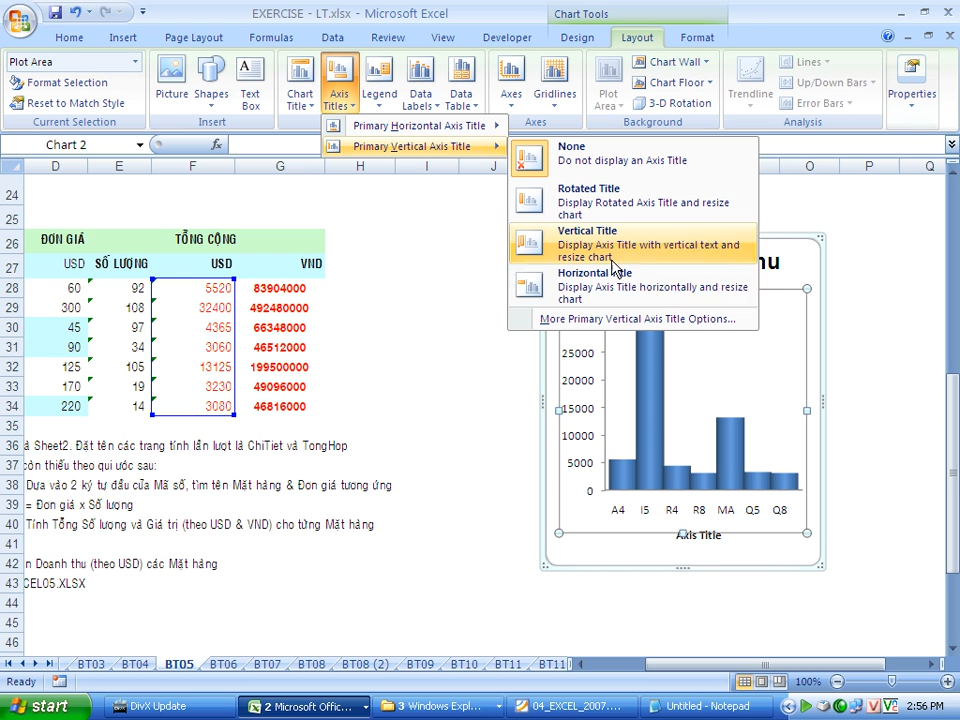 EXERCISE - LT.xlsx - Microsoft Excel
Chart Tools
Home Insert Page Layout Formulas Data Review View Developer Design Layout Format
Plot Area
Format Selection
Reset to Match Style
Current Selection
Picture Shapes Text Box
Insert
Chart Title Axis Titles Legend Data Labels Data Table
Axes Gridlines
Axes
Plot Area
Chart Wall
Chart Floor
3-D Rotation
Background
Trendline
Lines
Up/Down Bars
Error Bars
Analysis
Properties
Primary Horizontal Axis Title
Primary Vertical Axis Title
None
Do not display an Axis Title
Rotated Title
Display Rotated Axis Title and resize
chart
Vertical Title
Display Axis Title with vertical text and
resize chart
Horizontal
Display Axis Title horizontally and resize
chart
More Primary Vertical Axis Title Options...
Chart 2
fx
D E F G H I J O P Q
24
25
26 ĐƠN GIÁ TỔNG CỘNG
27 USD SỐ LƯỢNG USD VND
28 60 92 5520 83904000
29 300 108 32400 492480000
30 45 97 4365 66348000
31 90 34 3060 46512000
32 125 105 13125 199500000
33 170 19 3230 49096000
34 220 14 3080 46816000
35
36 à Sheet2. Đặt tên các trang tính lần lượt là ChiTiet và TongHop
37 còn thiếu theo qui ước sau:
38 Dựa vào 2 ký tự đầu của Mã số, tìm tên Mặt hàng & Đơn giá tương ứng
39 = Đơn giá x Số lượng
40 Tính Tổng Số lượng và Giá trị (theo USD & VND) cho từng Mặt hàng
41
42 n Doanh thu (theo USD) các Mặt hàng
43 CEL05.XLSX
44
45
46
hu
25000
20000
15000
10000
5000
0
A4 I5 R4 R8 MA Q5 Q8
Axis Title
BT03 BT04 BT05 BT06 BT07 BT08 BT08 (2) BT09 BT10 BT11 BT11
Ready
100%
start
DivX Update
2 Microsoft Offic...
3 Windows Expl...
04_EXCEL_2007....
Untitled - Notepad
2:56 PM